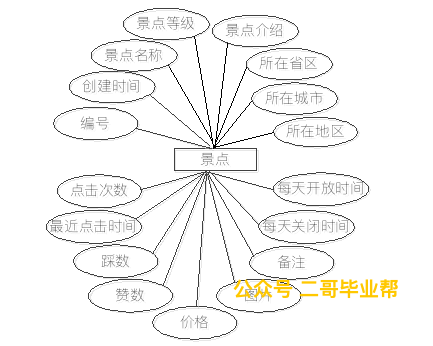 景点等级
景点介绍
景点名称
所在省区
创建时间
所在城市
编号
所在地区
景点
点击次数
每天开放时间
最近点击时间
每天关闭时间
踩数
备注
赞数
图片
公众号 二哥毕业帮
价格